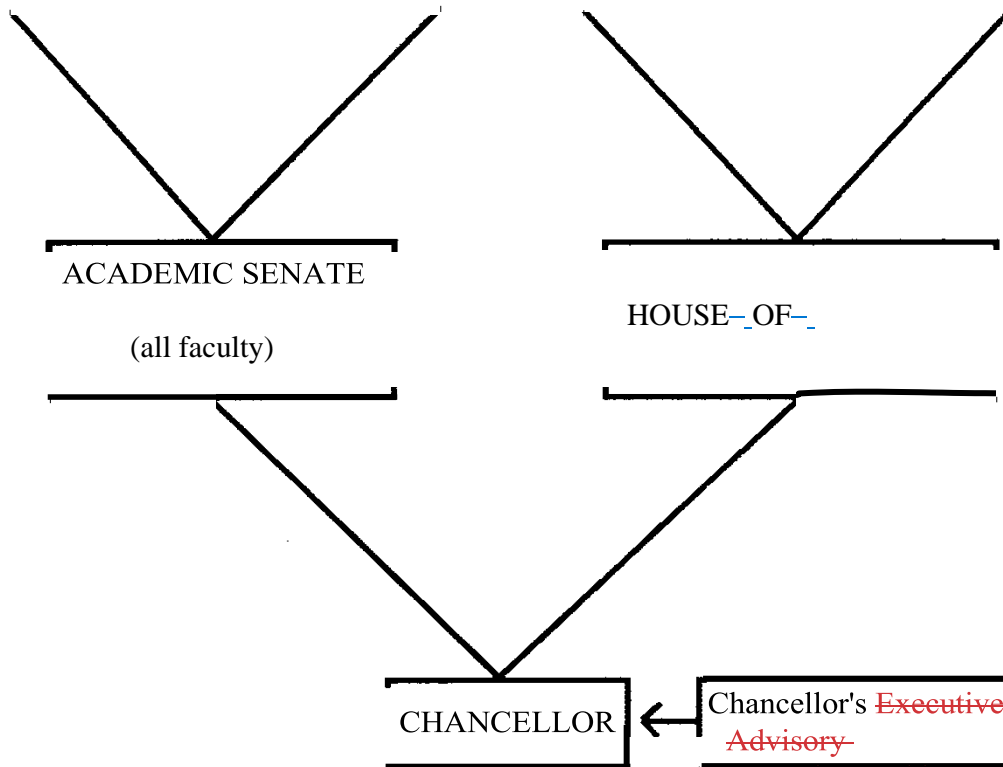 ACADEMIC SENATE
(all faculty)
HOUSE- OF-
CHANCELLOR
Chancellor's Executive
Advisory-